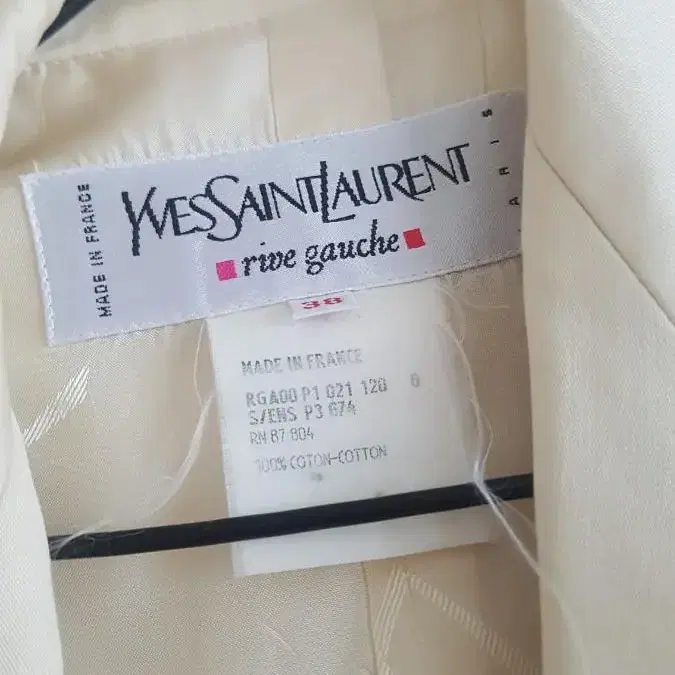 MADE IN FRANCE
YVES SAINT LAURENT
rive gauche
PARIS
38
MADE IN FRANCE
RGA00 P1 021 120 0
S/ENS P3 674
RN 87 804
100% COTON-COTTON